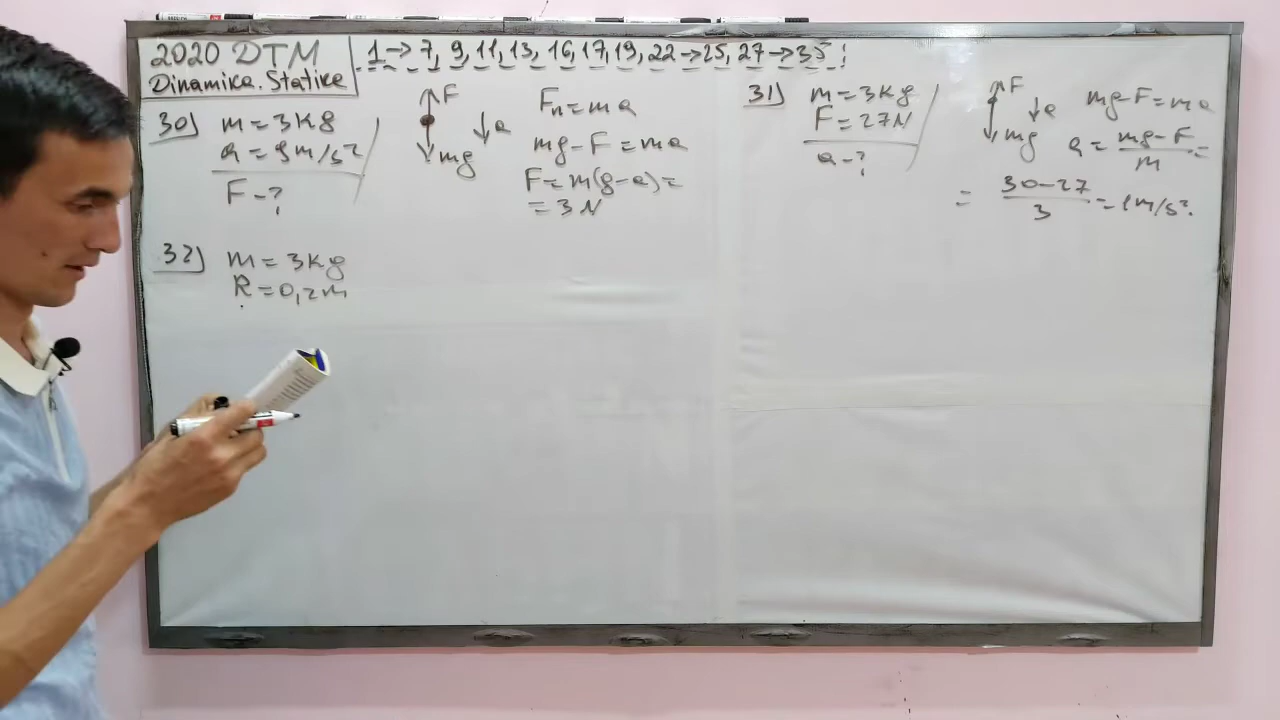 2020 DTM
Dinamika. Statika
1→7, 9, 11, 13, 16, 17, 19, 22→25, 27→35!
30) m = 3kg
a = 9m/s²
F - ?
F
a
mg
Fn = ma
mg - F = ma
F = m(g-a) =
= 3N
31) m = 3kg
F = 27N
a - ?
F
a
mg
mg-F = ma
a = \frac{mg-F}{m} =
= \frac{30-27}{3} = 1m/s².
32) m = 3kg
R = 0,2m